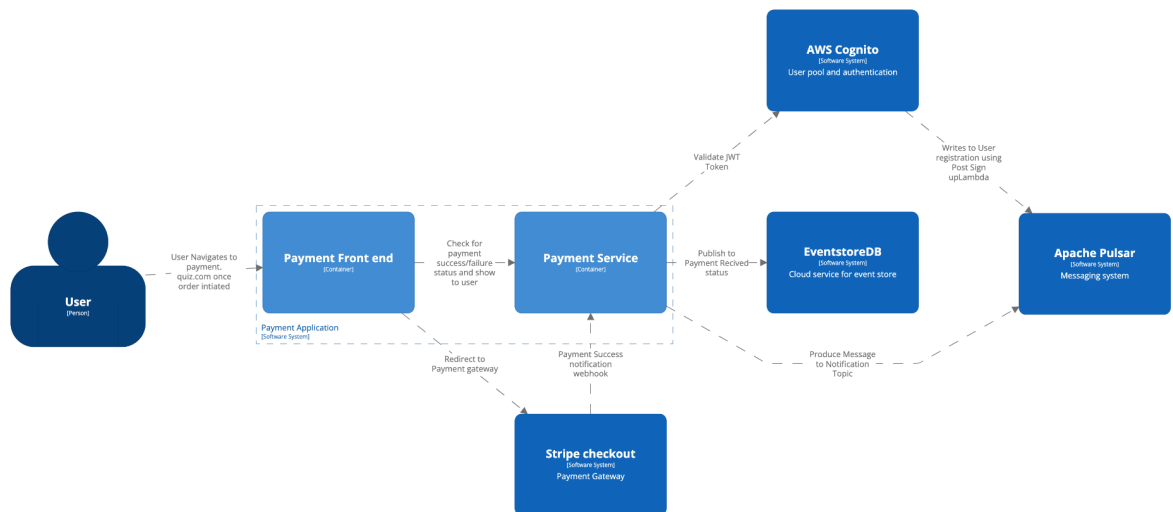 AWS Cognito
[Software System]
User pool and authentication
Validate JWT
Token
Writes to User
registration using
Post Sign
upLambda
User Navigates to
payment.
quiz.com once
order intiated
User
[Person]
Payment Front end
[Container]
Check for
payment
success/failure
status and show
to user
Payment Service
[Container]
Publish to
Payment Recived
status
EventstoreDB
[Software System]
Cloud service for event store
Apache Pulsar
[Software System]
Messaging system
Payment Application
[Software System]
Redirect to
Payment gateway
Payment Success
notification
webhook
Produce Message
to Notification
Topic
Stripe checkout
[Software System]
Payment Gateway